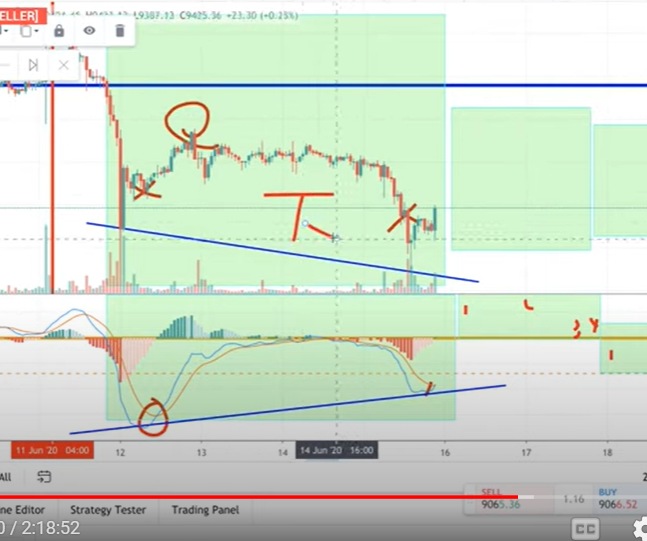 ELLER]
L9387.13 C9425.36 +23.30 (+0.25%)
11 Jun '20 04:00
12
13
14
14 Jun '20 16:00
16
17
18
All
SELL
9065.36
1.16
BUY
9066.52
ne Editor
Strategy Tester
Trading Panel
0 / 2:18:52
CC